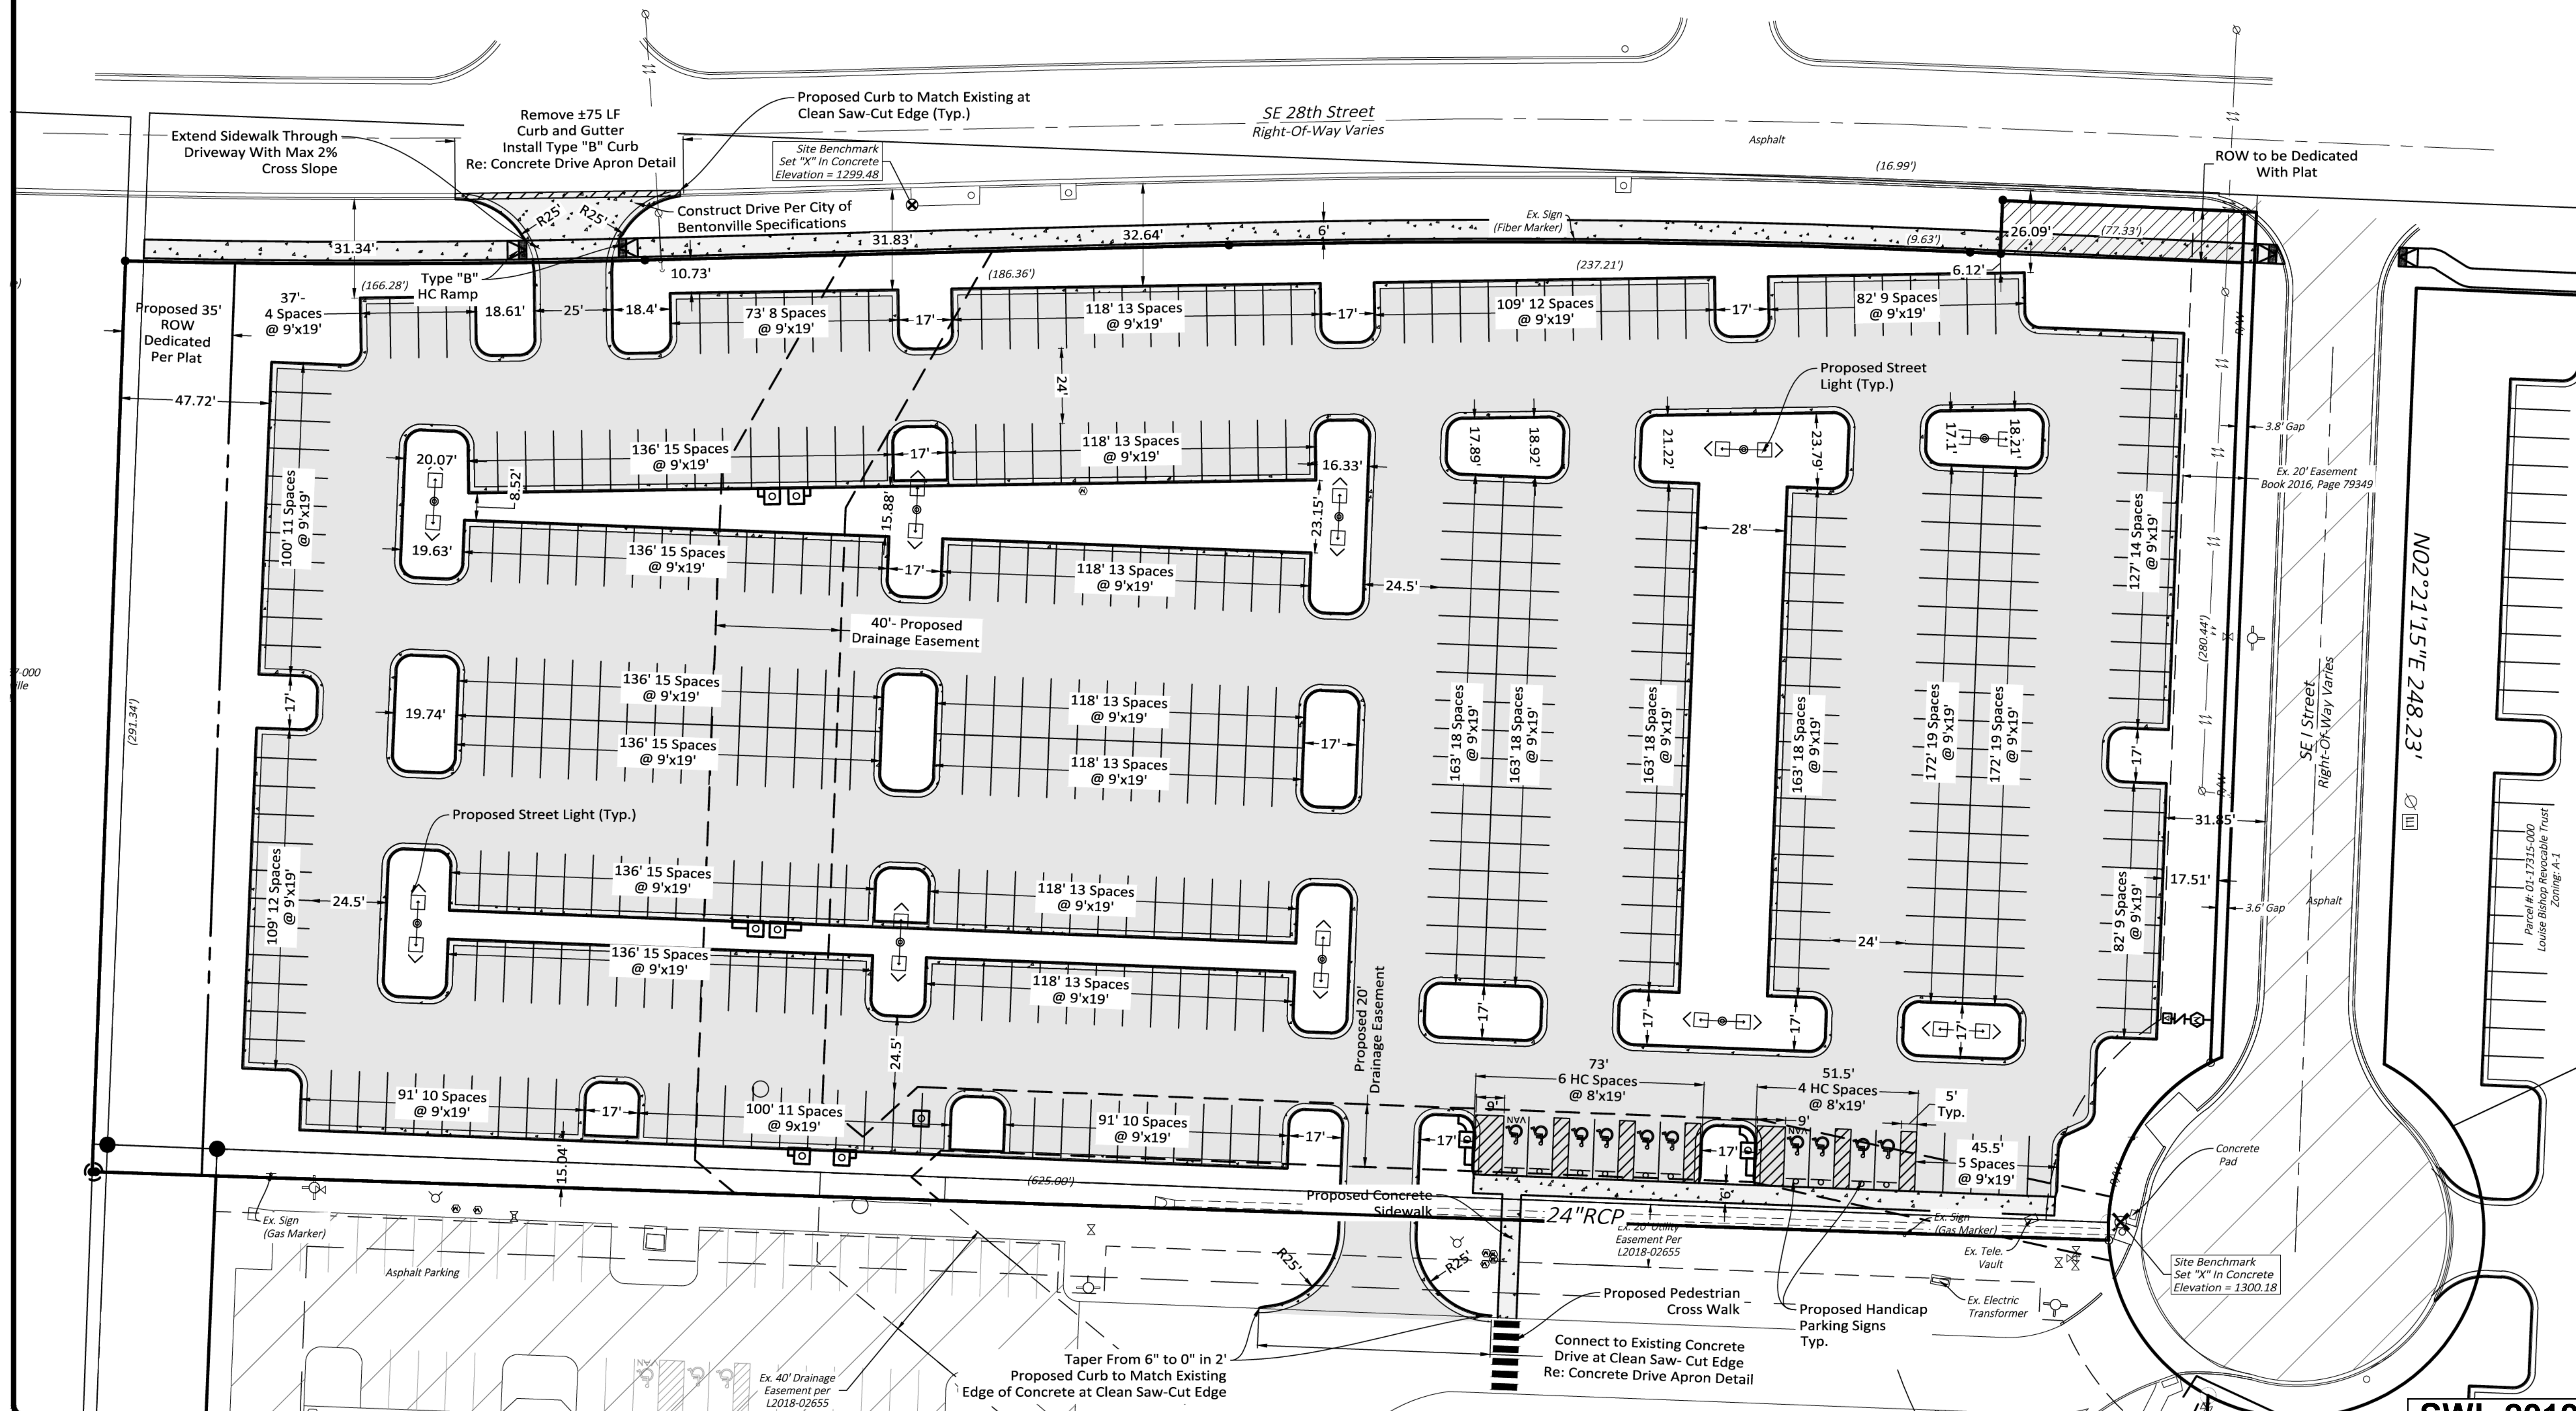 SE 28th Street
Right-Of-Way Varies
Asphalt
(16.99')
ROW to be Dedicated
With Plat
Proposed Curb to Match Existing at
Clean Saw-Cut Edge (Typ.)
Remove ±75 LF
Curb and Gutter
Install Type "B" Curb
Re: Concrete Drive Apron Detail
Extend Sidewalk Through
Driveway With Max 2%
Cross Slope
Site Benchmark
Set "X" In Concrete
Elevation = 1299.48
Construct Drive Per City of
Bentonville Specifications
R25'
R25'
31.34'
31.83'
32.64'
6'
Ex. Sign
(Fiber Marker)
(9.63')
26.09'
(77.33')
Type "B"
HC Ramp
10.73'
(186.36')
(237.21')
6.12'
(166.28')
Proposed 35'
ROW
Dedicated
Per Plat
37'-
4 Spaces
@ 9'x19'
18.61'
25'
18.4'
73' 8 Spaces
@ 9'x19'
17'
118' 13 Spaces
@ 9'x19'
17'
109' 12 Spaces
@ 9'x19'
17'
82' 9 Spaces
@ 9'x19'
47.72'
24'
Proposed Street
Light (Typ.)
100' 11 Spaces
@ 9'x19'
20.07'
8.52'
136' 15 Spaces
@ 9'x19'
17'
118' 13 Spaces
@ 9'x19'
16.33'
17.89'
18.92'
21.22'
23.79'
17.1'
18.21'
3.8' Gap
Ex. 20' Easement
Book 2016, Page 79349
15.88'
23.15'
28'
127' 14 Spaces
@ 9'x19'
19.63'
136' 15 Spaces
@ 9'x19'
17'
118' 13 Spaces
@ 9'x19'
24.5'
N02°21'15"E 248.23'
40'- Proposed
Drainage Easement
(280.44')
SE I Street
Right-Of-Way Varies
7-000
ille
(291.34')
17'
19.74'
136' 15 Spaces
@ 9'x19'
136' 15 Spaces
@ 9'x19'
118' 13 Spaces
@ 9'x19'
118' 13 Spaces
@ 9'x19'
17'
163' 18 Spaces
@ 9'x19'
163' 18 Spaces
@ 9'x19'
163' 18 Spaces
@ 9'x19'
163' 18 Spaces
@ 9'x19'
172' 19 Spaces
@ 9'x19'
172' 19 Spaces
@ 9'x19'
17'
Proposed Street Light (Typ.)
31.85'
109' 12 Spaces
@ 9'x19'
24.5'
136' 15 Spaces
@ 9'x19'
118' 13 Spaces
@ 9'x19'
82' 9 Spaces
@ 9'x19'
17.51'
3.6' Gap
Asphalt
Parcel #: 01-17315-000
Louise Bishop Revocable Trust
Zoning: A-1
24'
136' 15 Spaces
@ 9'x19'
118' 13 Spaces
@ 9'x19'
24.5'
Proposed 20'
Drainage Easement
17'
17'
17'
17'
91' 10 Spaces
@ 9'x19'
17'
100' 11 Spaces
@ 9x19'
91' 10 Spaces
@ 9'x19'
17'
17'
73'
6 HC Spaces
@ 8'x19'
9'
VAN
17'
51.5'
4 HC Spaces
@ 8'x19'
9'
VAN
5'
Typ.
45.5'
5 Spaces
@ 9'x19'
15.04'
(625.00')
6'
R/W
R/W
R/W
Concrete
Pad
Proposed Concrete
Sidewalk
24"RCP
Ex. 20' Utility
Easement Per
L2018-02655
Ex. Sign
(Gas Marker)
Ex. Sign
(Gas Marker)
Ex. Tele.
Vault
Site Benchmark
Set "X" In Concrete
Elevation = 1300.18
Asphalt Parking
R25'
R25'
Proposed Pedestrian
Cross Walk
Proposed Handicap
Parking Signs
Typ.
Ex. Electric
Transformer
Connect to Existing Concrete
Drive at Clean Saw- Cut Edge
Re: Concrete Drive Apron Detail
Taper From 6" to 0" in 2'
Proposed Curb to Match Existing
Edge of Concrete at Clean Saw-Cut Edge
VAN
Ex. 40' Drainage
Easement per
L2018-02655